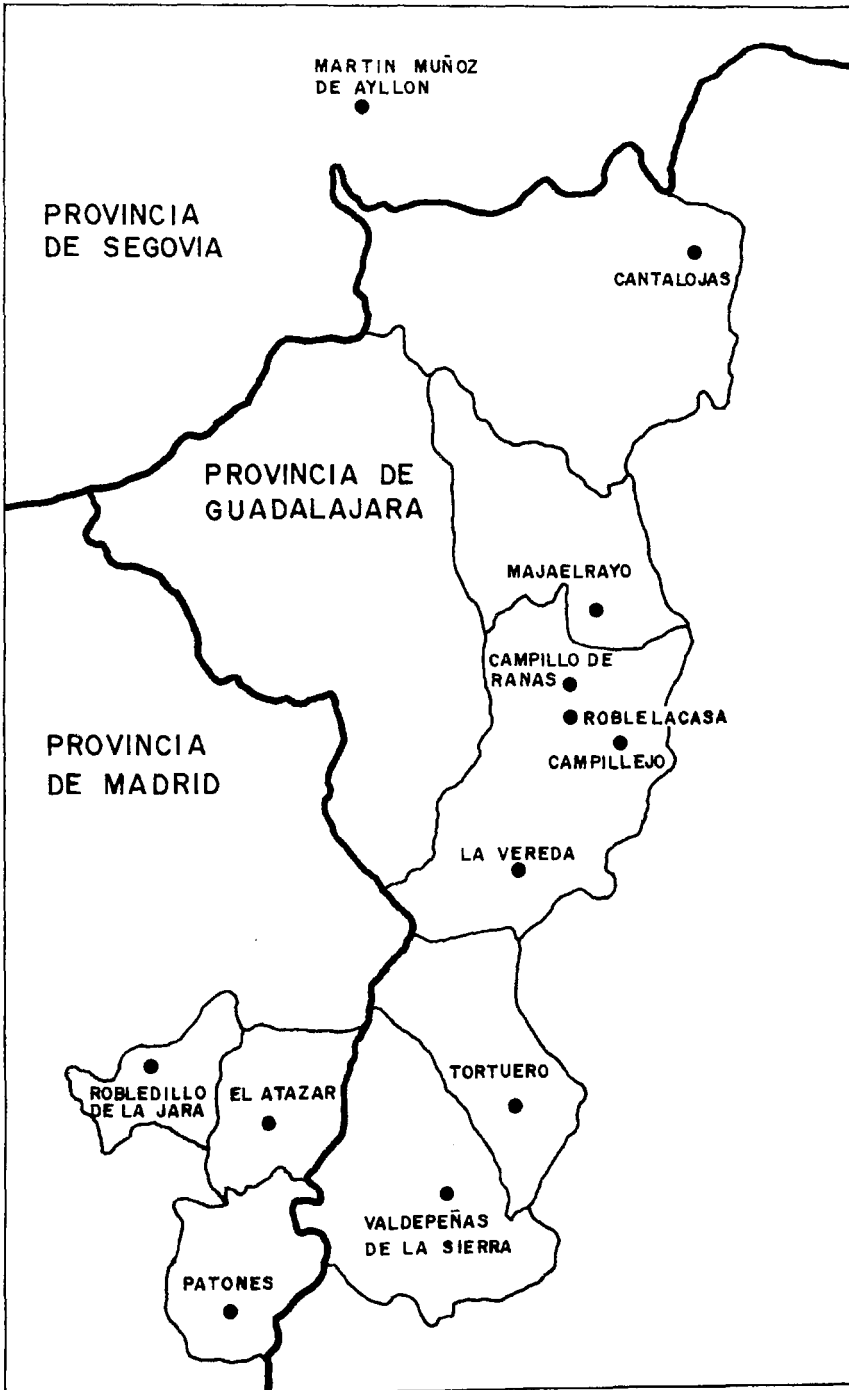 MARTIN MUÑOZ
DE AYLLON
PROVINCIA
DE SEGOVIA
CANTALOJAS
PROVINCIA DE
GUADALAJARA
MAJAELRAYO
CAMPILLO DE
RANAS
ROBLELACASA
CAMPILLEJO
PROVINCIA
DE MADRID
LA VEREDA
TORTUERO
ROBLEDILLO
DE LA JARA
EL ATAZAR
VALDEPEÑAS
DE LA SIERRA
PATONES